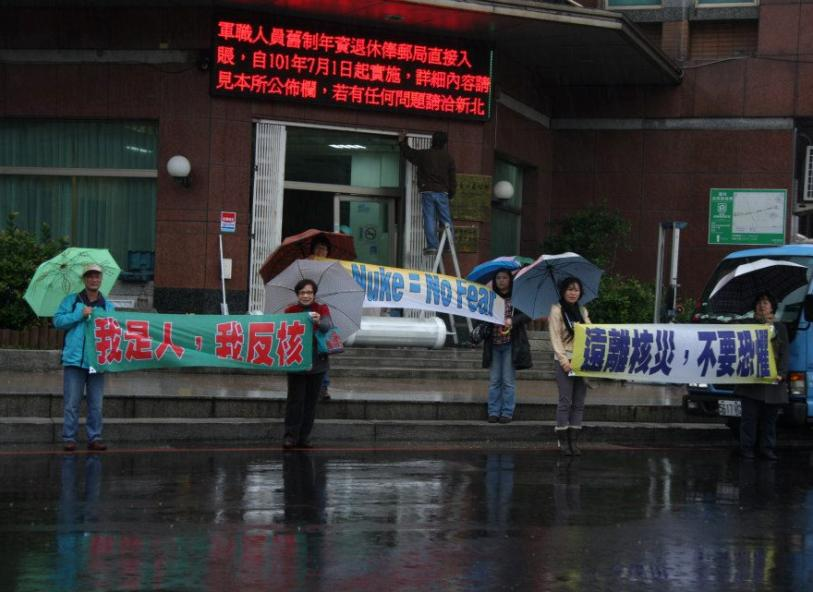 軍職人員舊制年資退休俸郵局直接入
賬，自101年7月1日起實施，詳細內容請
見本所公佈欄，若有任何問題請洽新北
Nuke = No Fear
我是人，我反核
遠離核災，不要恐懼